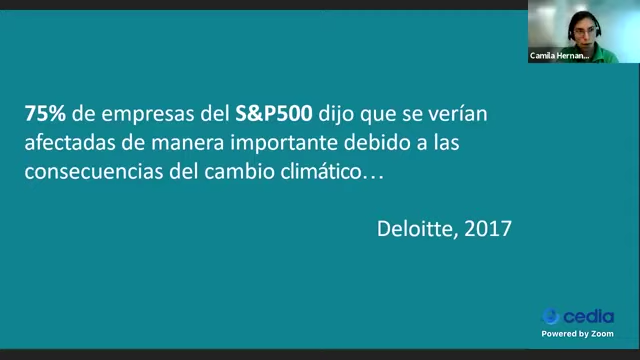 Camila Hernan...
75% de empresas del S&P500 dijo que se verían
afectadas de manera importante debido a las
consecuencias del cambio climático...
Deloitte, 2017
cedia
Powered by Zoom